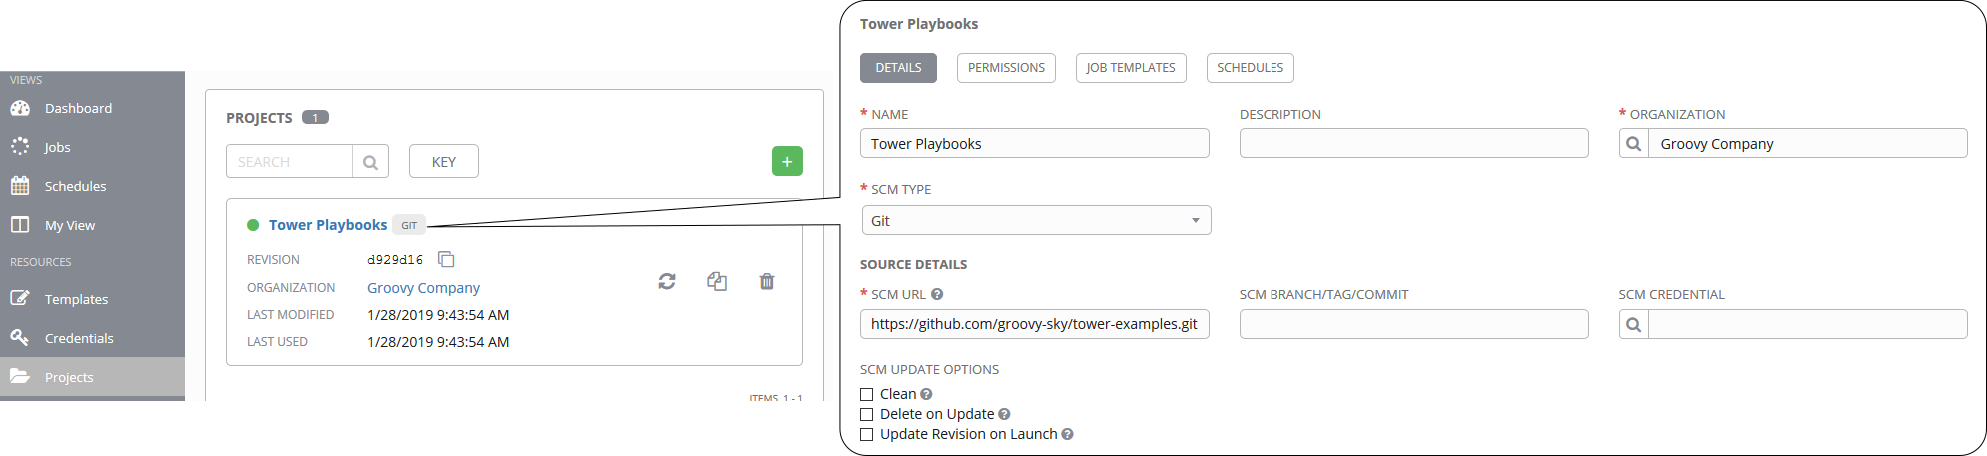 VIEWS
Dashboard
Jobs
Schedules
My View
RESOURCES
Templates
Credentials
Projects
PROJECTS 1
SEARCH KEY +
Tower Playbooks GIT
REVISION d929d16
ORGANIZATION Groovy Company
LAST MODIFIED 1/28/2019 9:43:54 AM
LAST USED 1/28/2019 9:43:54 AM
ITEMS 1 - 1
Tower Playbooks
DETAILS PERMISSIONS JOB TEMPLATES SCHEDULES
* NAME DESCRIPTION * ORGANIZATION
Tower Playbooks Groovy Company
* SCM TYPE
Git
SOURCE DETAILS
* SCM URL ? SCM BRANCH/TAG/COMMIT SCM CREDENTIAL
https://github.com/groovy-sky/tower-examples.git
SCM UPDATE OPTIONS
Clean ?
Delete on Update ?
Update Revision on Launch ?